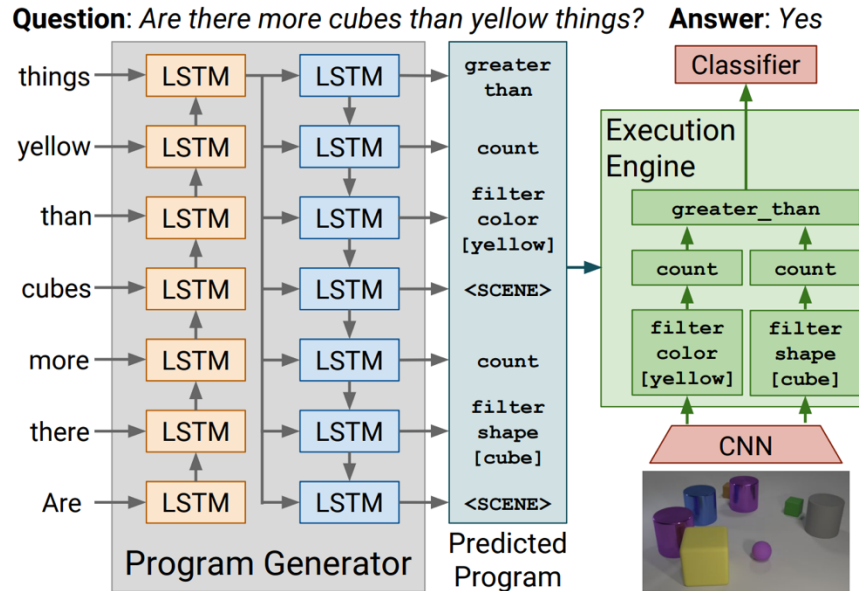 Question: Are there more cubes than yellow things? Answer: Yes
things
LSTM
LSTM
greater
than
yellow
LSTM
LSTM
count
than
LSTM
LSTM
filter
color
[yellow]
cubes
LSTM
LSTM
<SCENE>
more
LSTM
LSTM
count
there
LSTM
LSTM
filter
shape
[cube]
Are
LSTM
LSTM
<SCENE>
Program Generator
Predicted
Program
Classifier
Execution
Engine
greater_than
count
count
filter
color
[yellow]
filter
shape
[cube]
CNN